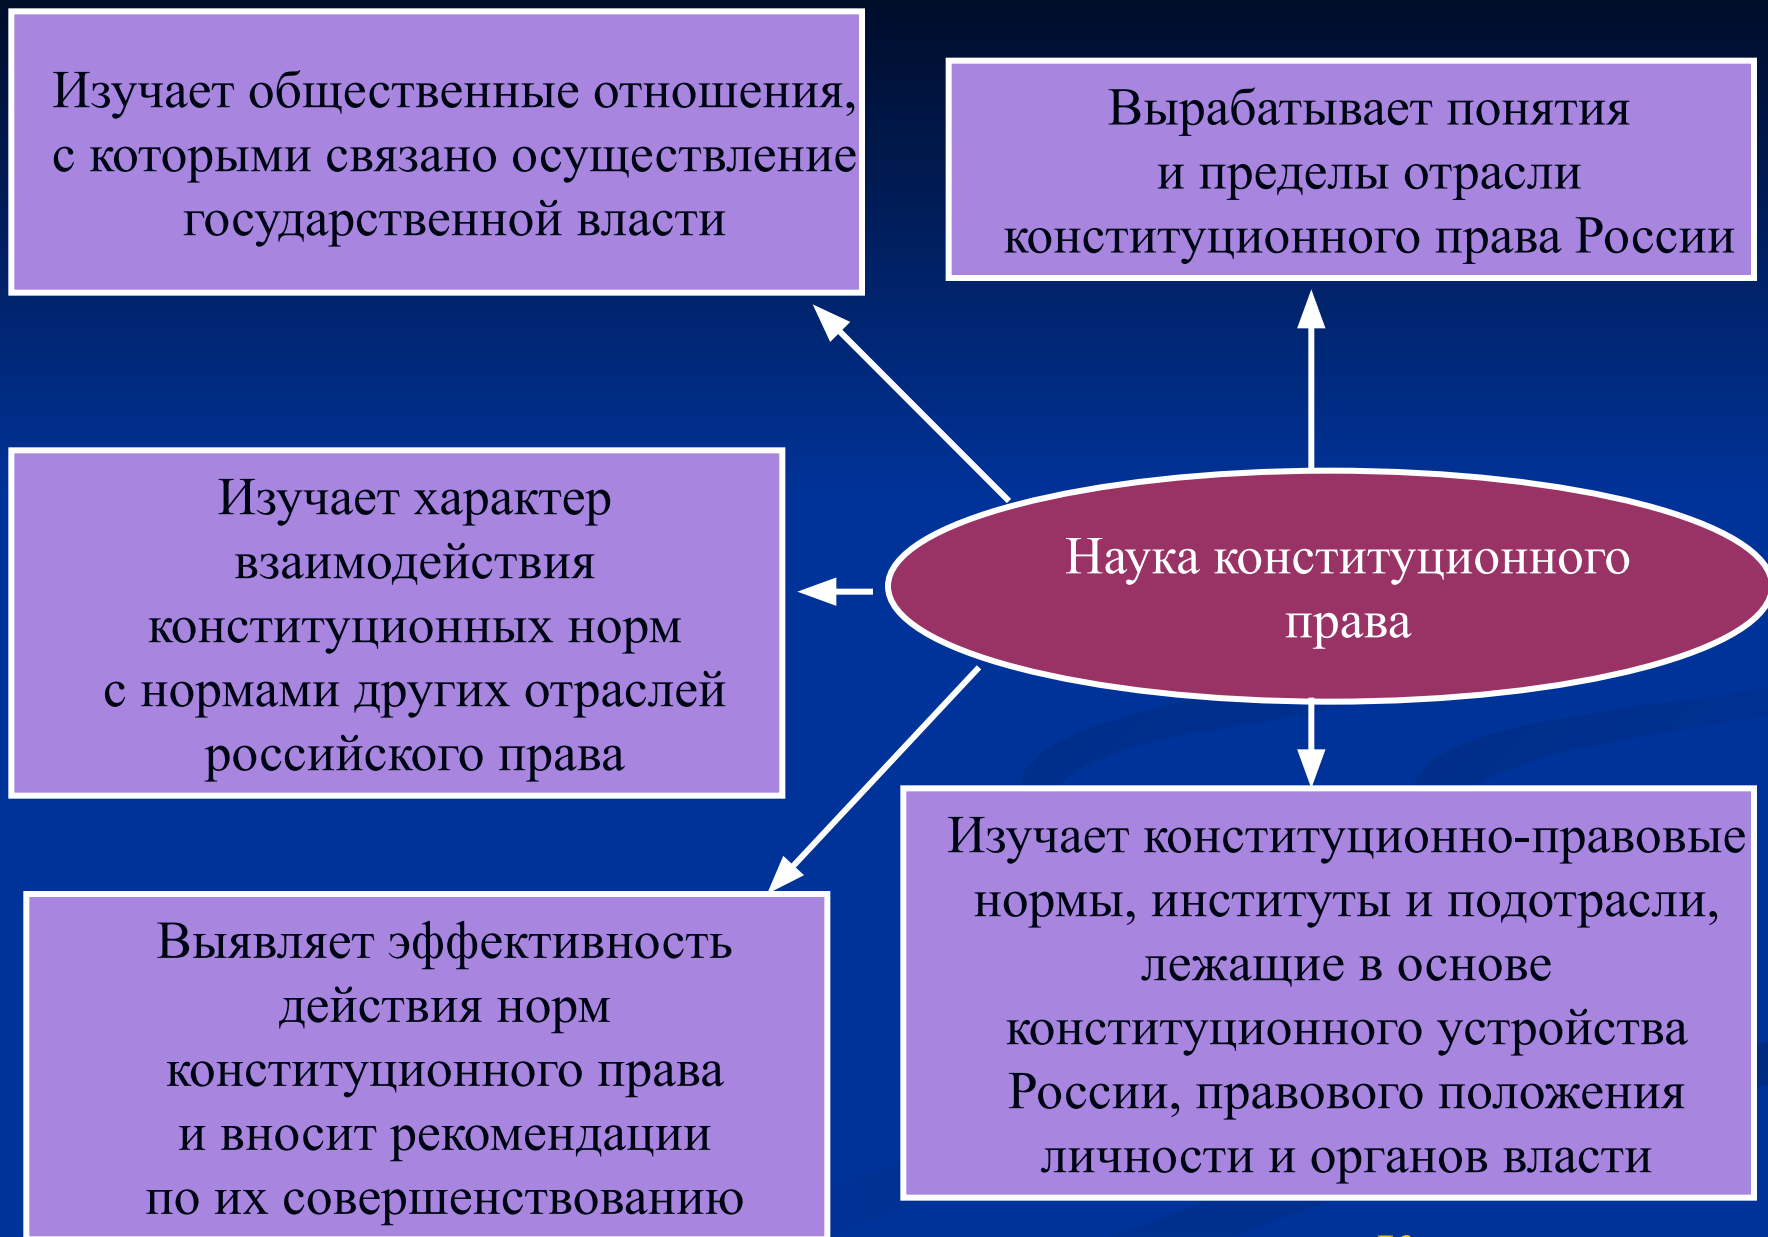 Изучает общественные отношения,
с которыми связано осуществление
государственной власти
Вырабатывает понятия
и пределы отрасли
конституционного права России
Изучает характер
взаимодействия
конституционных норм
с нормами других отраслей
российского права
Наука конституционного
права
Выявляет эффективность
действия норм
конституционного права
и вносит рекомендации
по их совершенствованию
Изучает конституционно-правовые
нормы, институты и подотрасли,
лежащие в основе
конституционного устройства
России, правового положения
личности и органов власти